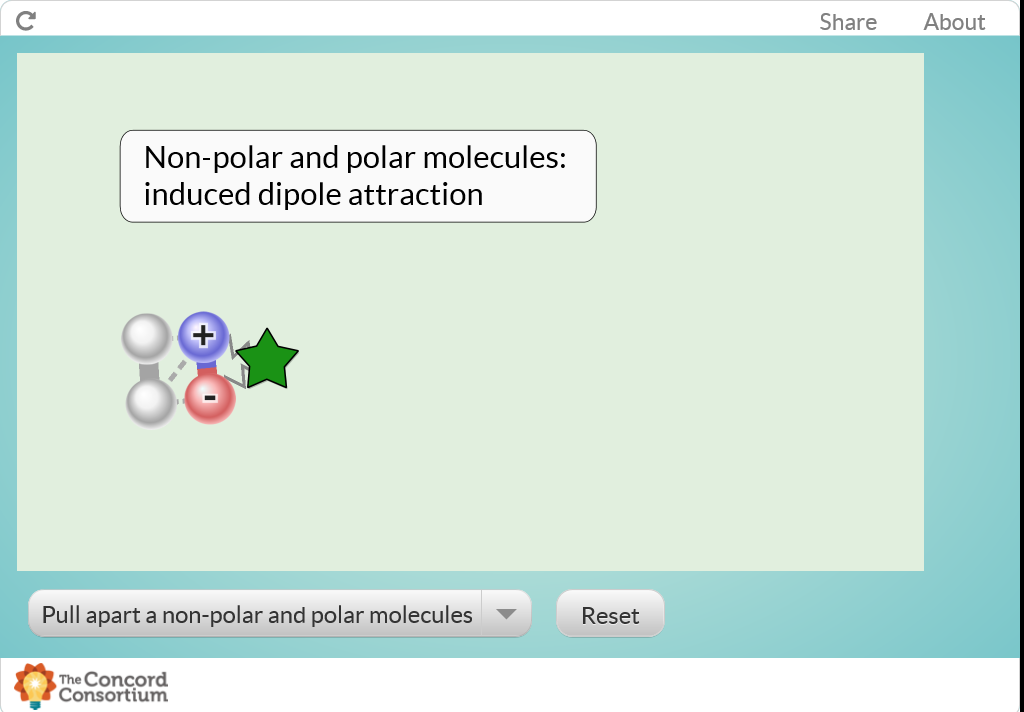 Share About
Non-polar and polar molecules:
induced dipole attraction
+
-
Pull apart a non-polar and polar molecules
Reset
The Concord
Consortium